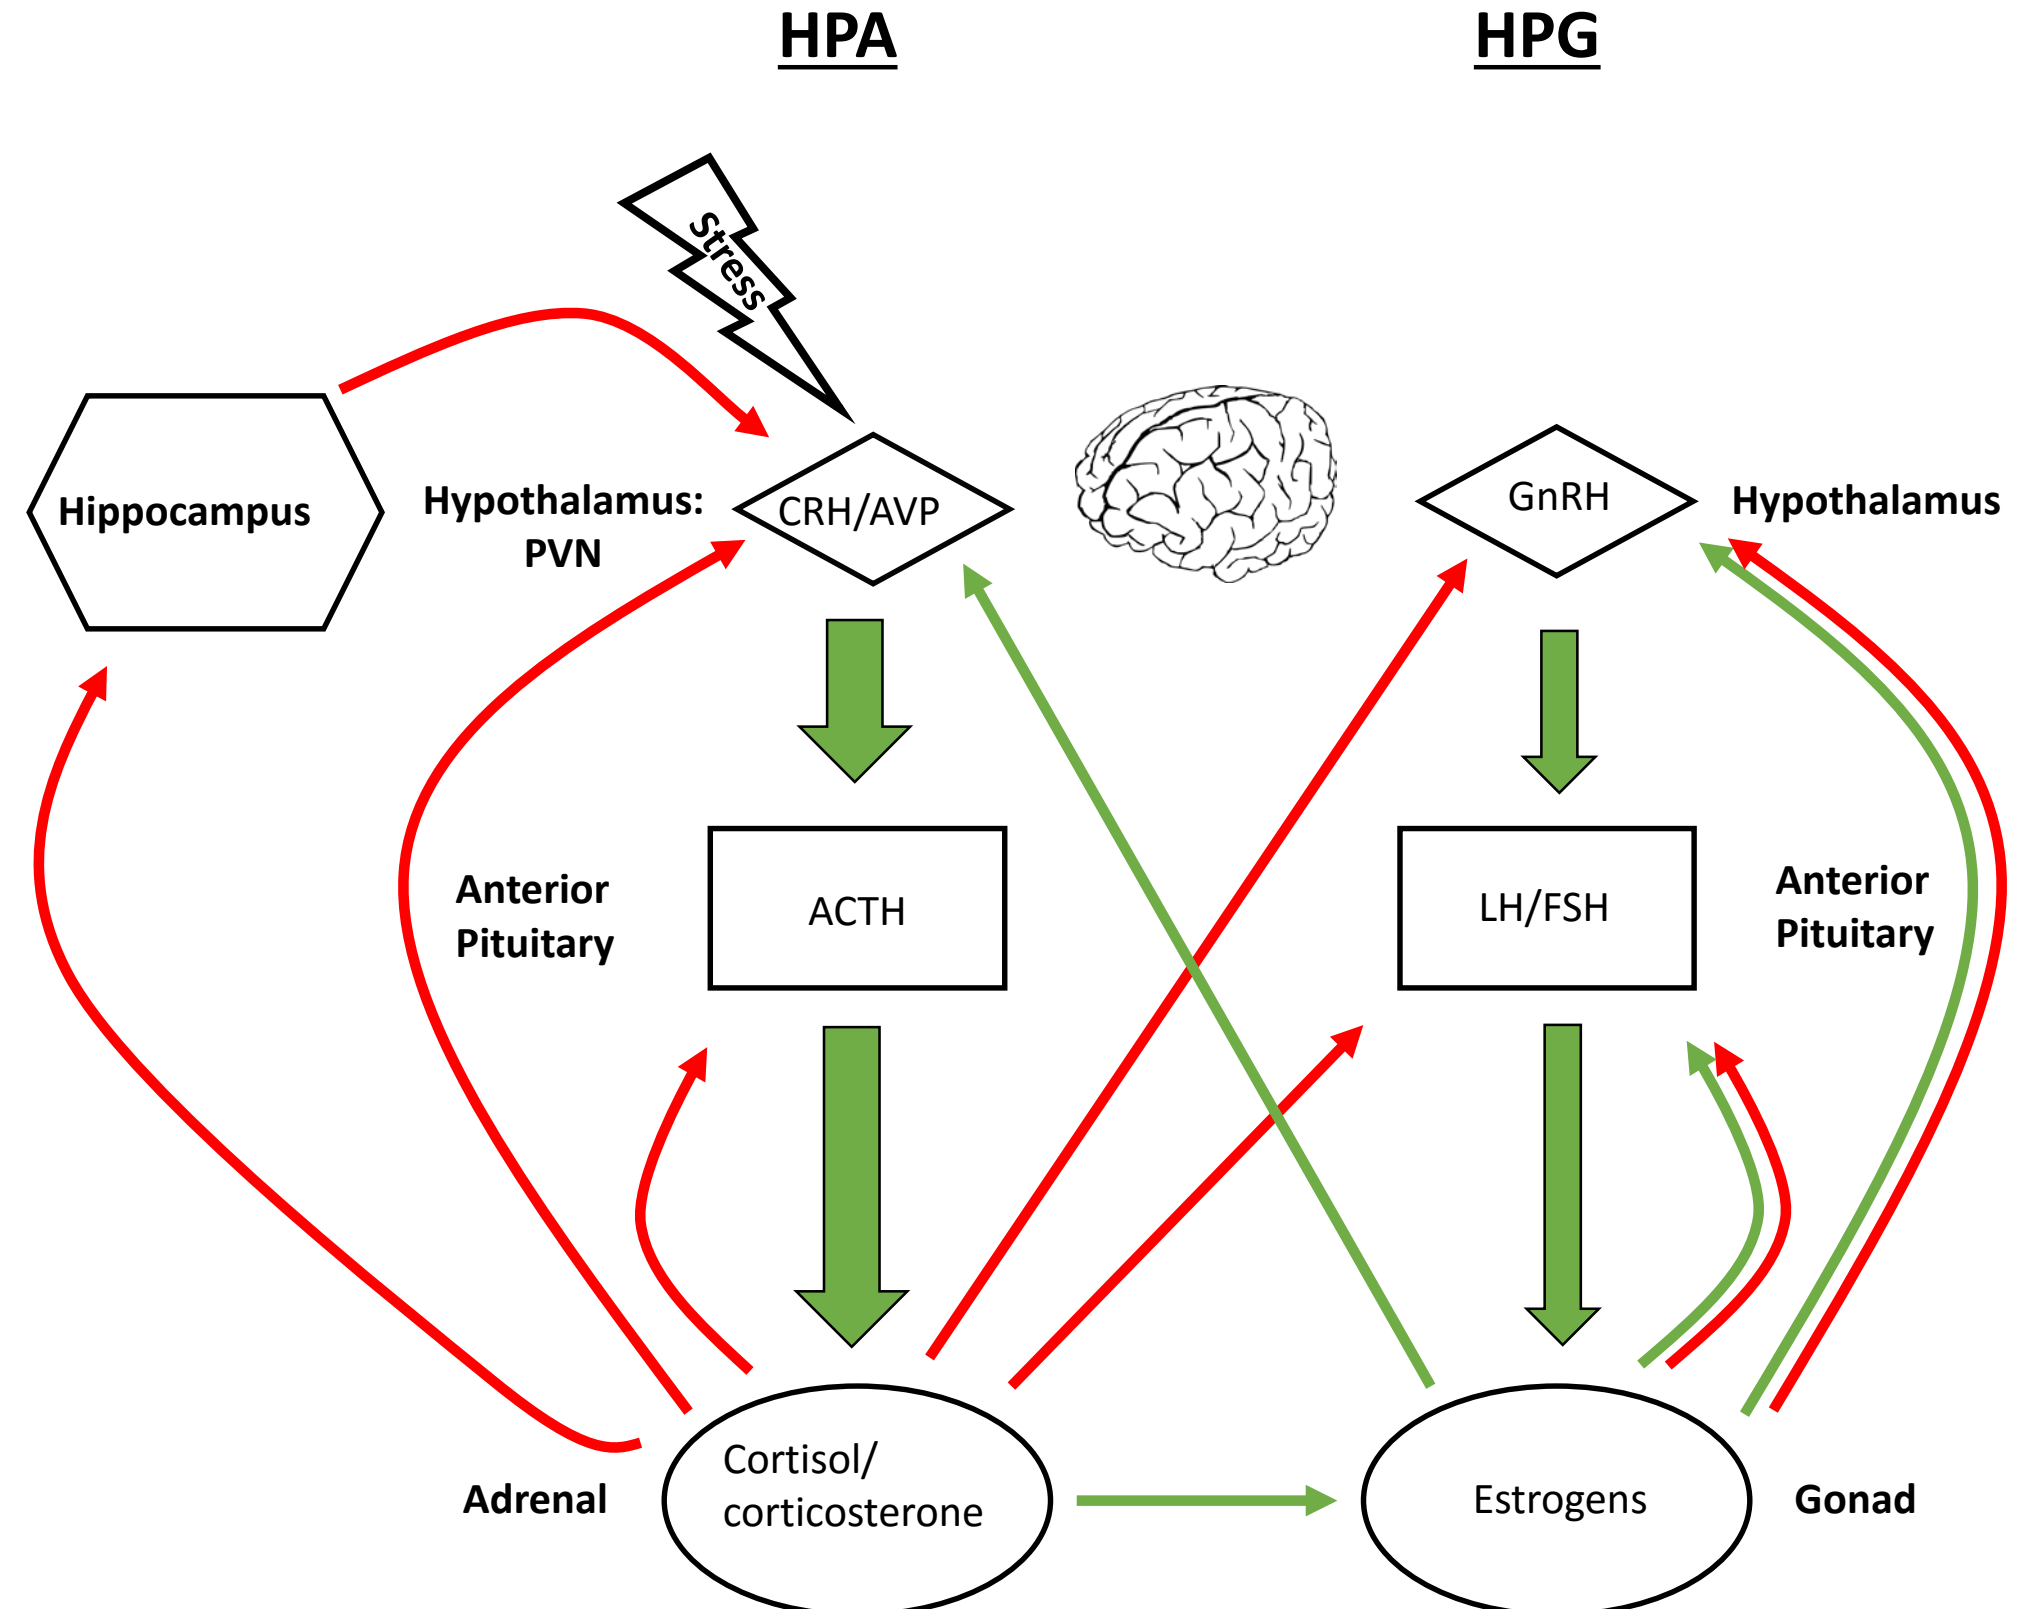 HPA
HPG
Stress
Hippocampus
Hypothalamus:
PVN
CRH/AVP
GnRH
Hypothalamus
Anterior
Pituitary
ACTH
LH/FSH
Anterior
Pituitary
Adrenal
Cortisol/
corticosterone
Estrogens
Gonad